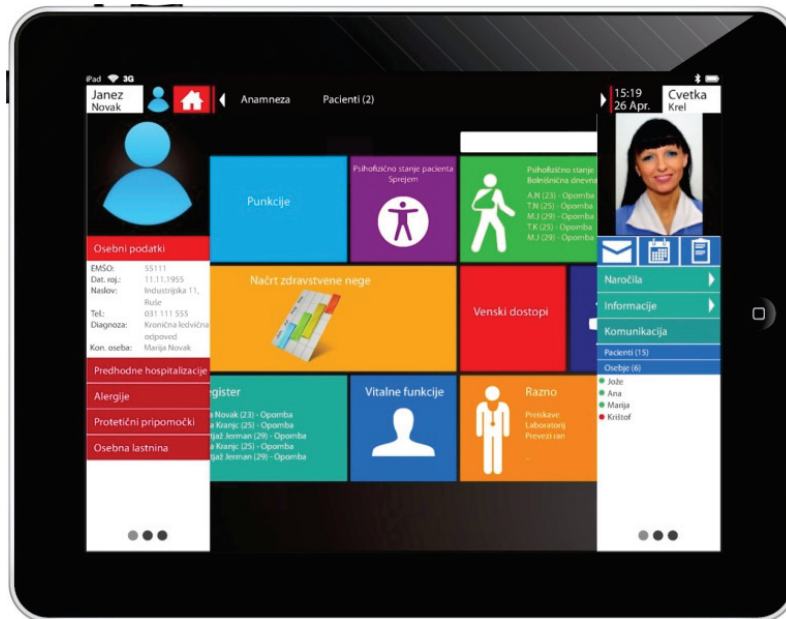 iPad 3G
Janez
Novak
Anamneza
Pacienti (2)
15:19
26 Apr.
Cvetka
Krel
Osebni podatki
EMŠO: 55111
Dat. roj.: 11.11.1955
Naslov: Industrijska 11,
Ruše
Tel.: 031 111 555
Diagnoza: Kronična ledvična
odpoved
Kon. oseba: Marija Novak
Predhodne hospitalizacije
Alergije
Protetični pripomočki
Osebna lastnina
Punkcije
Psihofizično stanje pacienta
Sprejem
Psihofizično stanje
Bolnišnična dnevna
A.N (23) - Opomba
T.N (25) - Opomba
M.J (29) - Opomba
T.K (25) - Opomba
M.J (29) - Opomba
Načrt zdravstvene nege
Venski dostopi
egister
a Novak (23) - Opomba
a Kranjc (25) - Opomba
tjaž Jerman (29) - Opomba
a Kranjc (25) - Opomba
tjaž Jerman (29) - Opomba
Vitalne funkcije
Razno
Preiskave
Laboratorij
Prevezi ran
...
Naročila
Informacije
Komunikacija
Pacienti (15)
Osebje (6)
Jože
Ana
Marija
Krištof